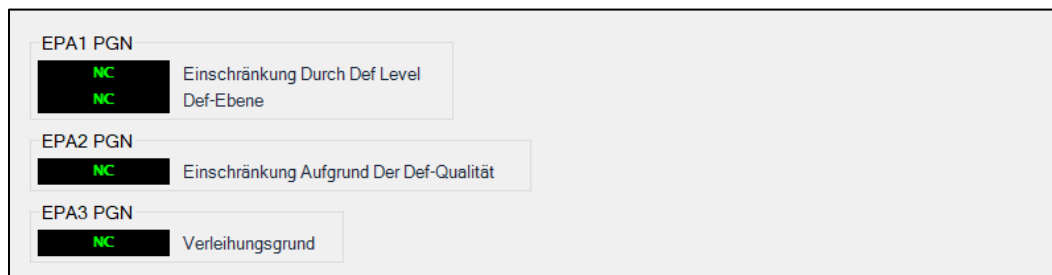 EPA1 PGN
NC Einschränkung Durch Def Level
NC Def-Ebene
EPA2 PGN
NC Einschränkung Aufgrund Der Def-Qualität
EPA3 PGN
NC Verleihungsgrund